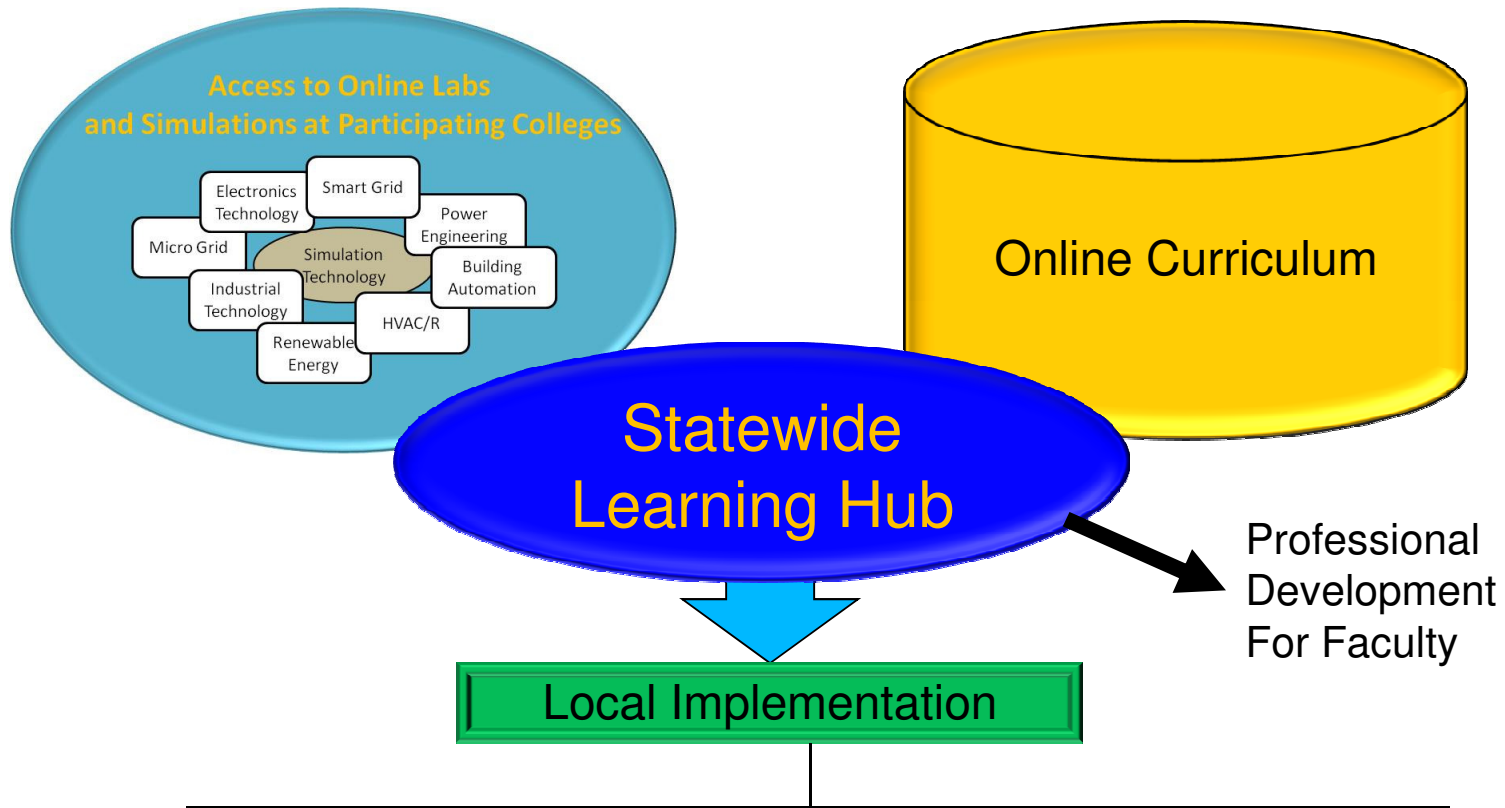 Access to Online Labs
and Simulations at Participating Colleges
Electronics
Technology
Smart Grid
Power
Engineering
Micro Grid
Simulation
Technology
Building
Automation
Industrial
Technology
HVAC/R
Renewable
Energy
Online Curriculum
Statewide
Learning Hub
Professional
Development
For Faculty
Local Implementation